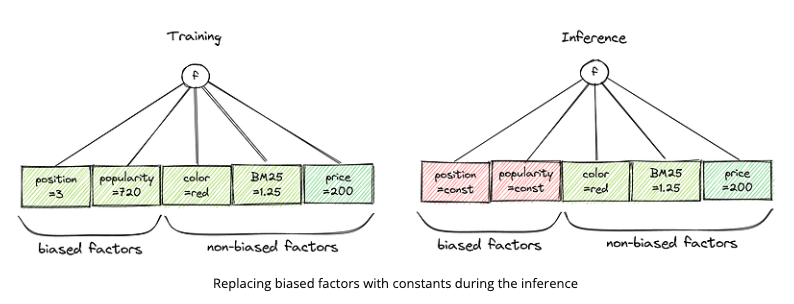 Training
f
position
=3
popularity
=720
color
=red
BM25
=1.25
price
=200
biased factors
non-biased factors
Inference
f
position
=const
popularity
=const
color
=red
BM25
=1.25
price
=200
biased factors
non-biased factors
Replacing biased factors with constants during the inference